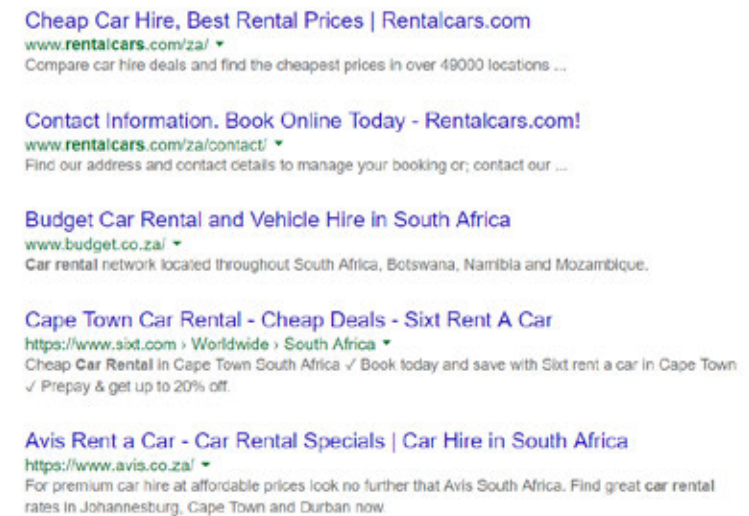 Cheap Car Hire, Best Rental Prices | Rentalcars.com
www.rentalcars.com/za/
Compare car hire deals and find the cheapest prices in over 49000 locations ...
Contact Information. Book Online Today - Rentalcars.com!
www.rentalcars.com/za/contact/
Find our address and contact details to manage your booking or; contact our ...
Budget Car Rental and Vehicle Hire in South Africa
www.budget.co.za/
Car rental network located throughout South Africa, Botswana, Namibia and Mozambique.
Cape Town Car Rental - Cheap Deals - Sixt Rent A Car
https://www.sixt.com › Worldwide › South Africa
Cheap Car Rental in Cape Town South Africa ✓ Book today and save with Sixt rent a car in Cape Town
✓ Prepay & get up to 20% off.
Avis Rent a Car - Car Rental Specials | Car Hire in South Africa
https://www.avis.co.za/
For premium car hire at affordable prices look no further that Avis South Africa. Find great car rental
rates in Johannesburg, Cape Town and Durban now.